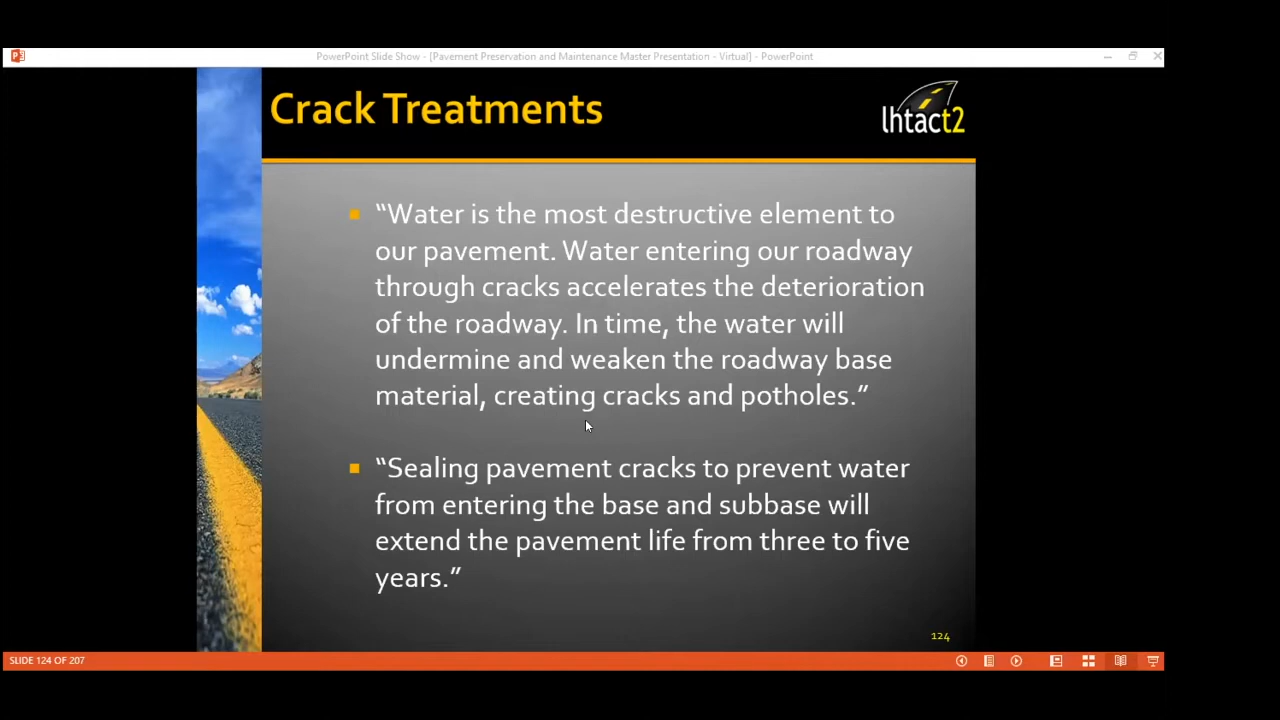 PowerPoint Slide Show - [Pavement Preservation and Maintenance Master Presentation - Virtual] - PowerPoint
Crack Treatments
lhtact2
“Water is the most destructive element to
our pavement. Water entering our roadway
through cracks accelerates the deterioration
of the roadway. In time, the water will
undermine and weaken the roadway base
material, creating cracks and potholes.”
“Sealing pavement cracks to prevent water
from entering the base and subbase will
extend the pavement life from three to five
years.”
124
SLIDE 124 OF 207